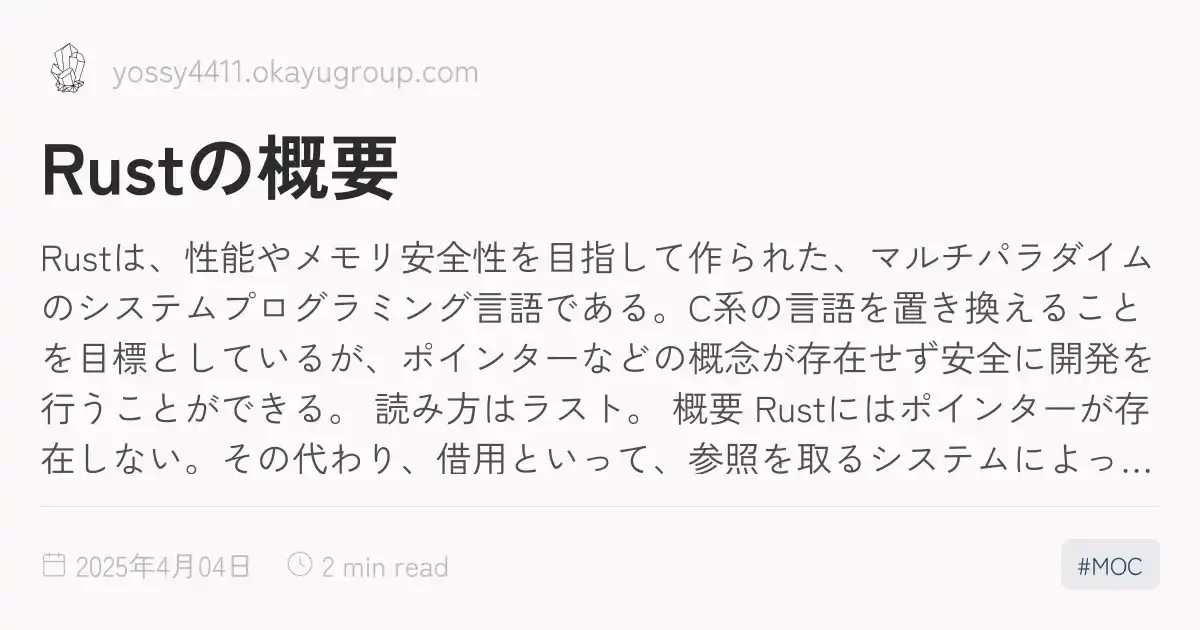 yossy4411.okayugroup.com
Rustの概要
Rustは、性能やメモリ安全性を目指して作られた、マルチパラダイム
のシステムプログラミング言語である。C系の言語を置き換えること
を目標としているが、ポインターなどの概念が存在せず安全に開発を
行うことができる。 読み方はラスト。 概要 Rustにはポインターが存
在しない。その代わり、借用といって、参照を取るシステムによっ...
2025年4月04日 2 min read #MOC